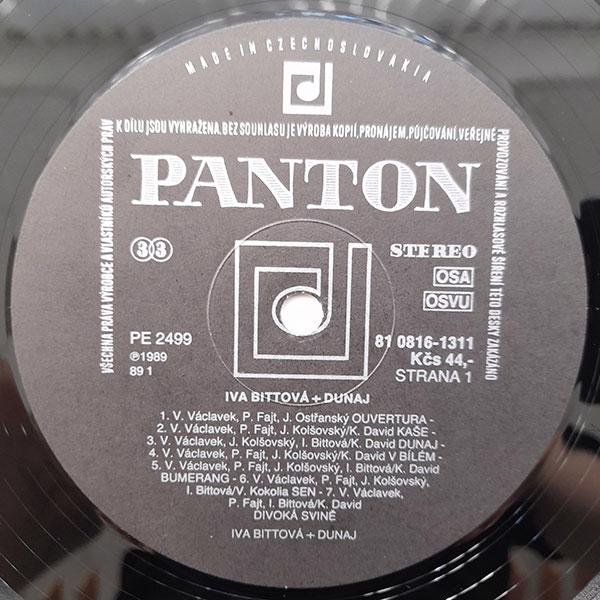 MADE IN CZECHOSLOVAKIA
VŠECHNA PRÁVA VÝROBCE A VLASTNÍKŮ AUTORSKÝCH PRÁV
K DÍLU JSOU VYHRAŽENA. BEZ SOUHLASU JE VÝROBA KOPIÍ, PRONÁJEM, PŮJČOVÁNÍ, VEŘEJNÉ
PROVOZOVÁNÍ A ROZHLASOVÉ ŠÍŘENÍ TÉTO DESKY ZAKÁZÁNO
PANTON
33
STEREO
OSA
OSVU
PE 2499
℗1989
89 1
81 0816-1311
Kčs 44,-
STRANA 1
IVA BITTOVÁ + DUNAJ
1. V. Václavek, P. Fajt, J. Ostřanský OUVERTURA -
2. V. Václavek, P. Fajt, J. Kolšovský/K. David KAŠE -
3. V. Václavek, J. Kolšovský, I. Bittová/K. David DUNAJ -
4. V. Václavek, P. Fajt, J. Kolšovský/K. David V BÍLÉM -
5. V. Václavek, P. Fajt, J. Kolšovský, I. Bittová/K. David
BUMERANG - 6. V. Václavek, P. Fajt, J. Kolšovský,
I. Bittová/V. Kokolia SEN - 7. V. Václavek,
P. Fajt, I. Bittová/K. David
DIVOKÁ SVINĚ
IVA BITTOVÁ + DUNAJ